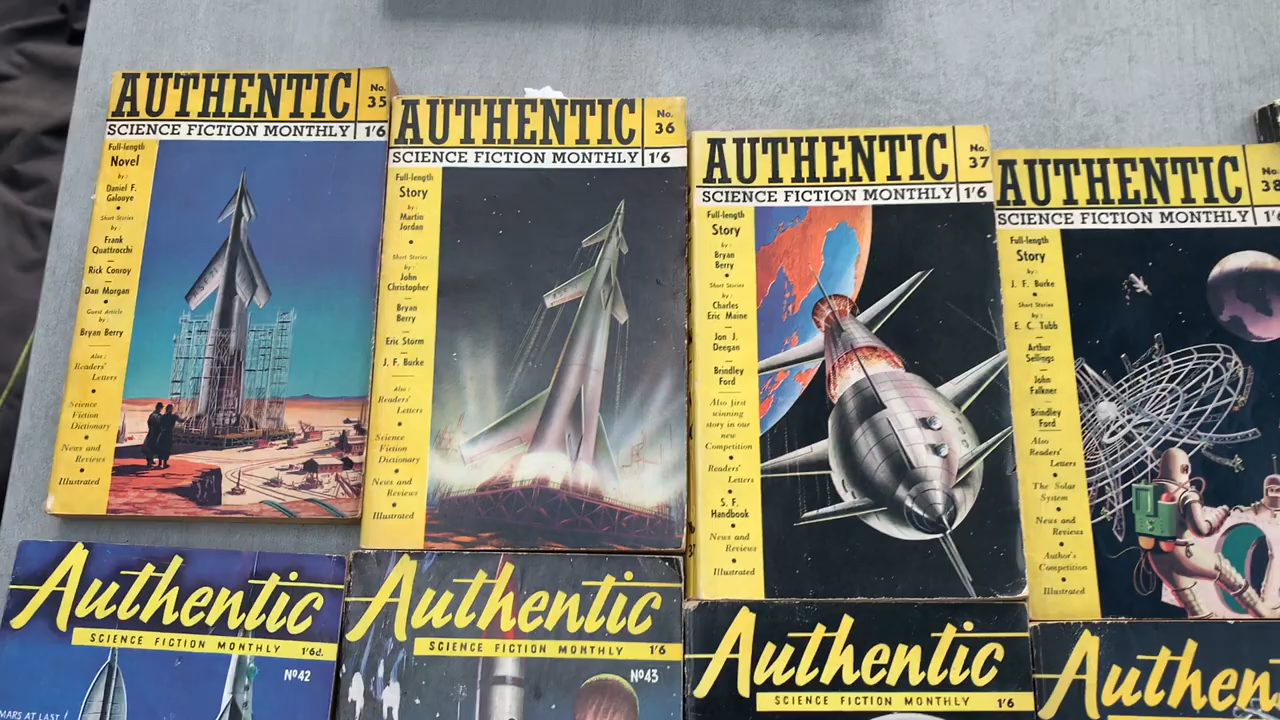 AUTHENTIC
No.
35
SCIENCE FICTION MONTHLY
1'6
Full-length
Novel
by:
Daniel F.
Galouye
Short Stories
by:
Frank
Quattrocchi
Rick Conroy
Dan Morgan
Guest Article
by:
Bryan Berry
Also:
Readers'
Letters
Science
Fiction
Dictionary
News and
Reviews
Illustrated
AUTHENTIC
No.
36
SCIENCE FICTION MONTHLY
1'6
Full-length
Story
by:
Martin
Jordan
Short Stories
by:
John
Christopher
Bryan
Berry
Eric Storm
J. F. Burke
Also:
Readers'
Letters
Science
Fiction
Dictionary
News and
Reviews
Illustrated
AUTHENTIC
No.
37
SCIENCE FICTION MONTHLY
1'6
Full-length
Story
by:
Bryan
Berry
Short Stories
by:
Charles
Eric Maine
Jon J.
Deegan
Brindley
Ford
Also first
winning
story in our
new
Competition
Readers'
Letters
S. F.
Handbook
News and
Reviews
Illustrated
37
AUTHENTIC
No.
38
SCIENCE FICTION MONTHLY
Full-length
Story
by:
J. F. Burke
Short Stories
by:
E. C. Tubb
Arthur
Sellings
John
Falkner
Brindley
Ford
Also
Readers'
Letters
The Solar
System
News and
Reviews
Author's
Competition
Illustrated
Authentic
SCIENCE FICTION MONTHLY
1'6d.
No42
MARS AT LAST!
Authentic
SCIENCE FICTION MONTHLY
1'6
No43
Authentic
SCIENCE FICTION MONTHLY
1'6
Authen